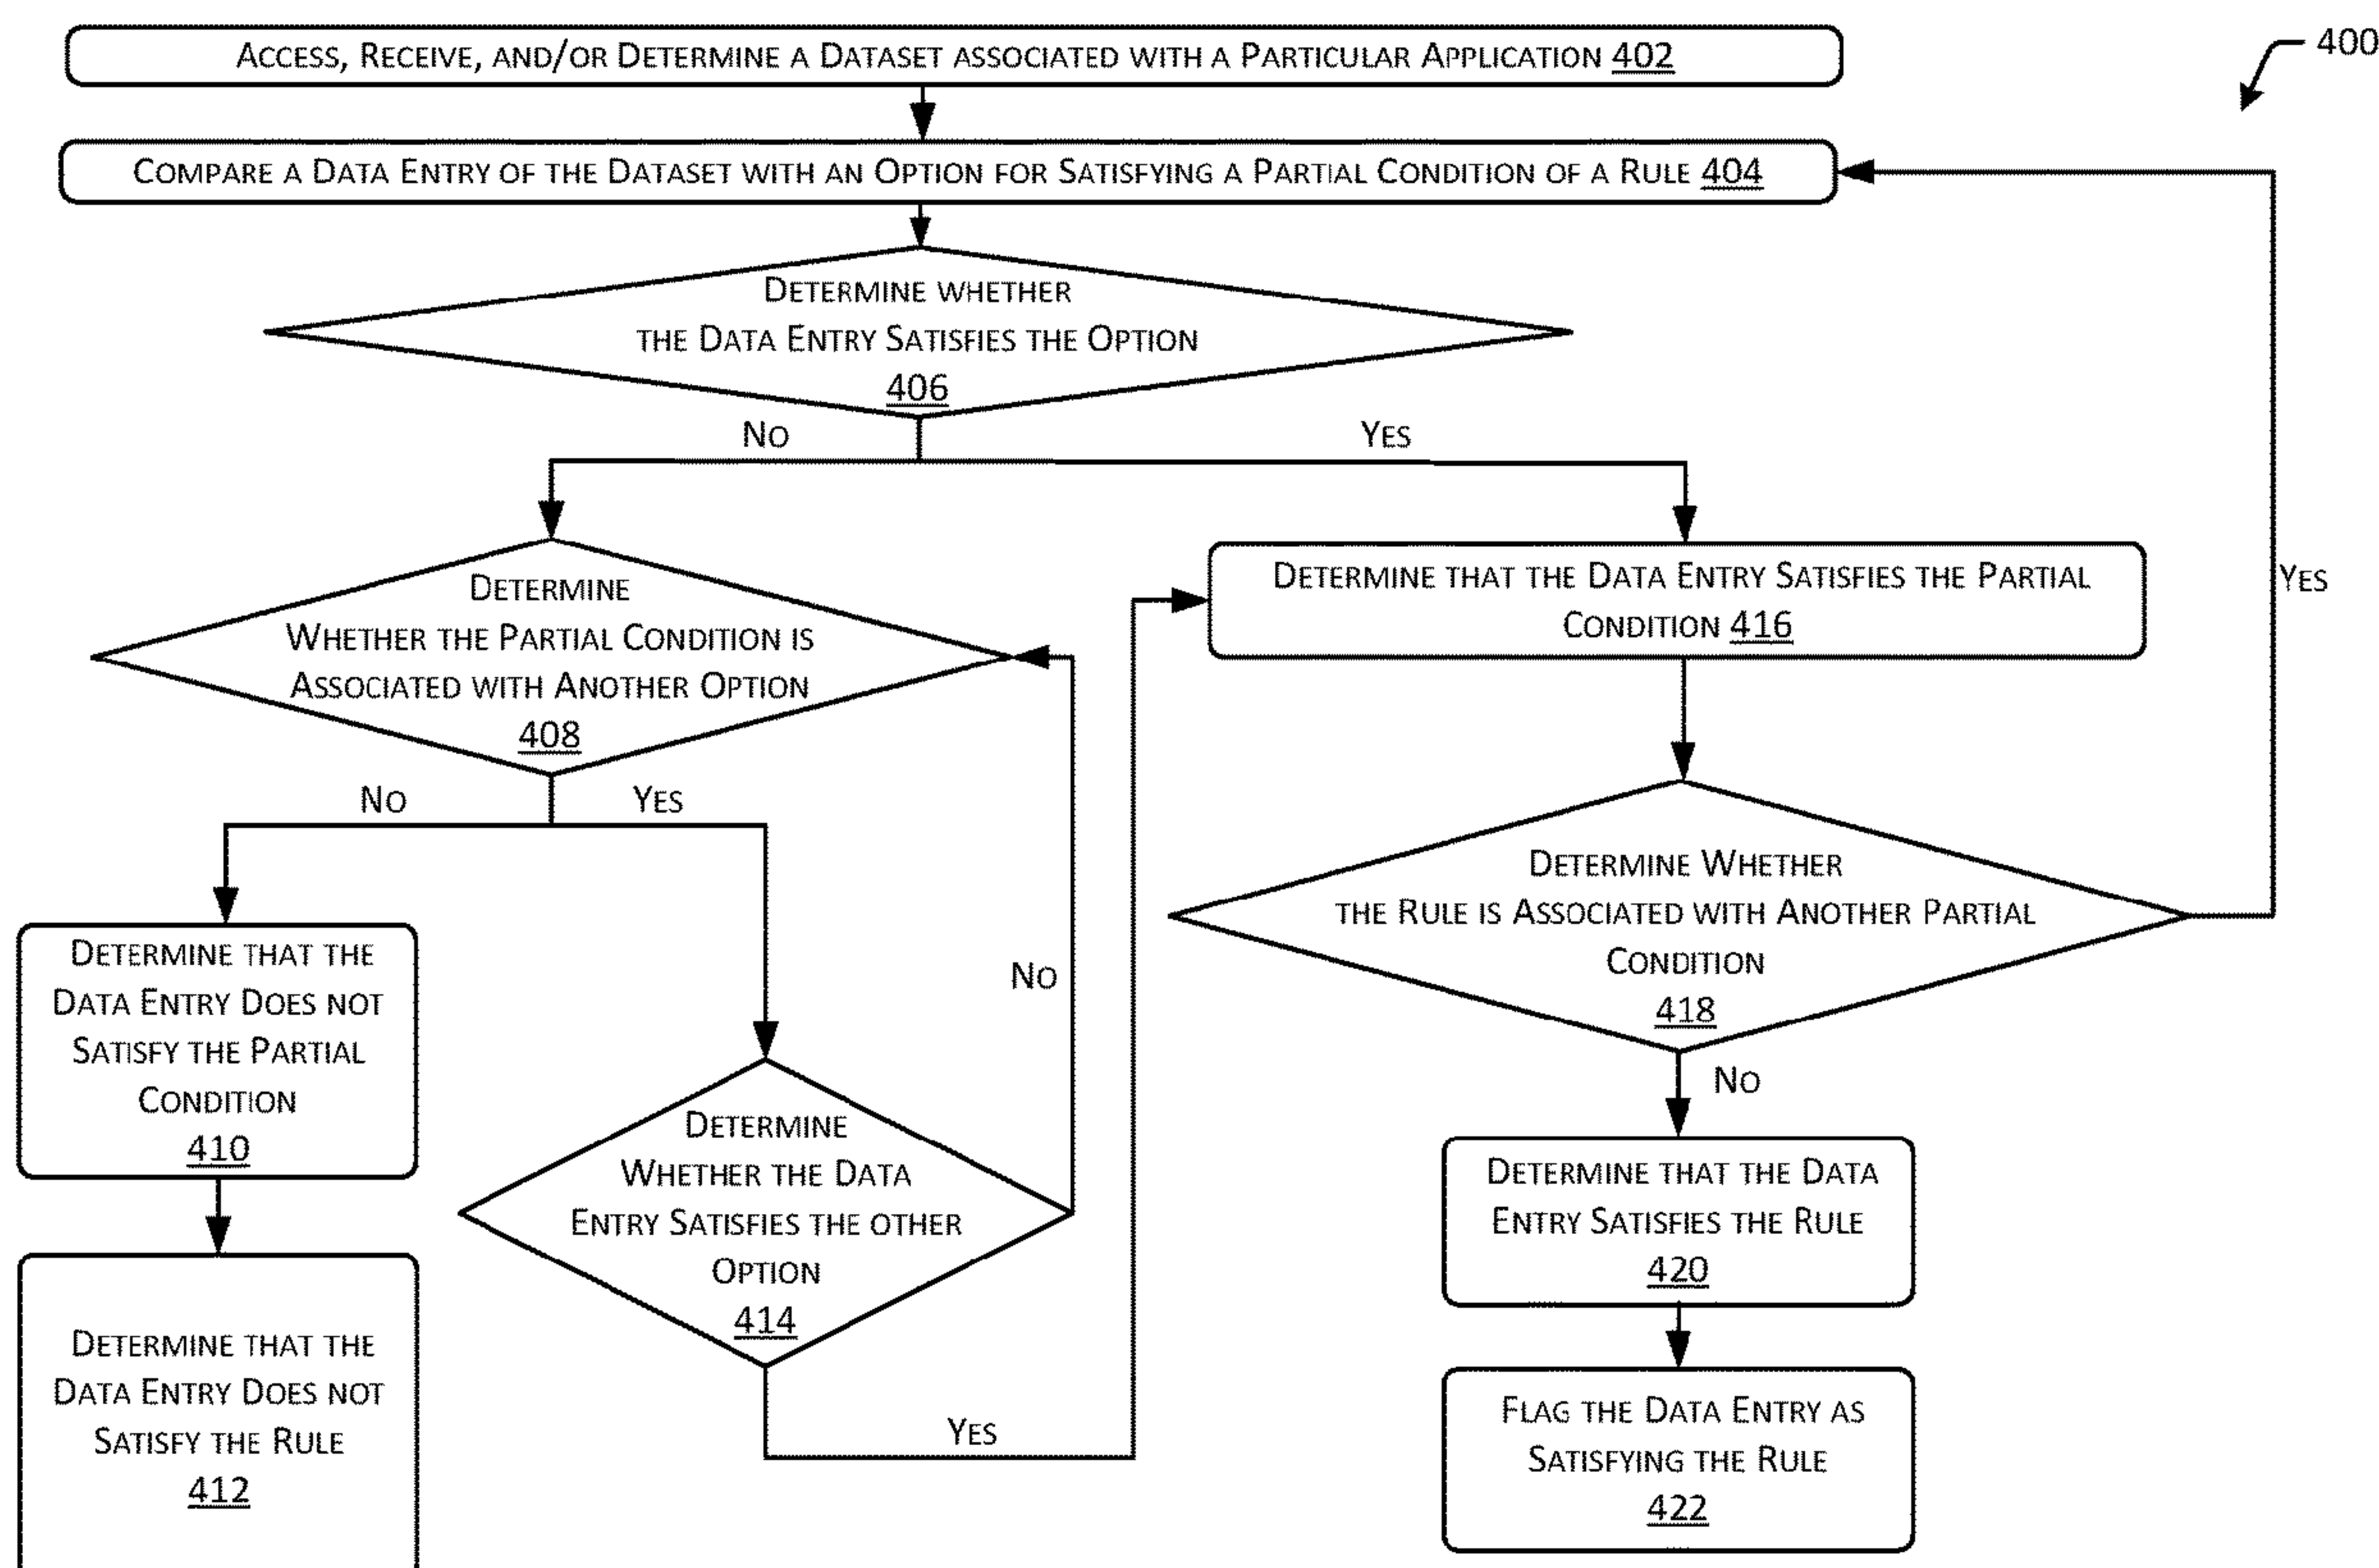 400
Access, Receive, and/or Determine a Dataset associated with a Particular Application 402
Compare a Data Entry of the Dataset with an Option for Satisfying a Partial Condition of a Rule 404
Determine whether
the Data Entry Satisfies the Option
406
No
Yes
Determine
Whether the Partial Condition is
Associated with Another Option
408
No
Yes
Determine that the
Data Entry Does not
Satisfy the Partial
Condition
410
Determine that the
Data Entry Does not
Satisfy the Rule
412
Determine
Whether the Data
Entry Satisfies the other
Option
414
No
Yes
Determine that the Data Entry Satisfies the Partial
Condition 416
Determine Whether
the Rule is Associated with Another Partial
Condition
418
Yes
No
Determine that the Data
Entry Satisfies the Rule
420
Flag the Data Entry as
Satisfying the Rule
422